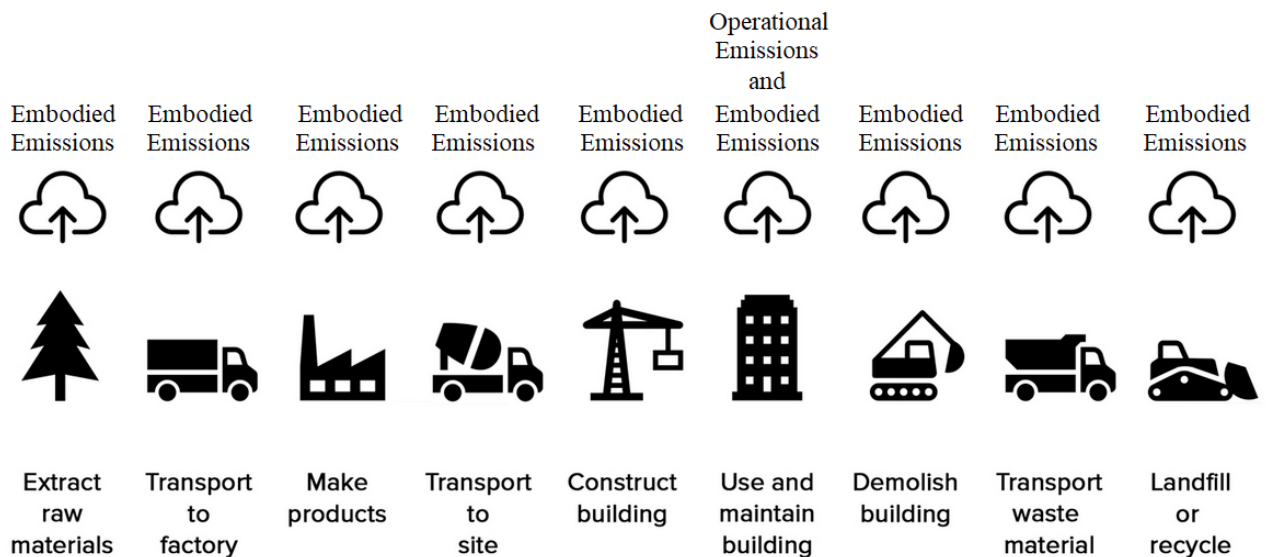 Operational
Emissions
and
Embodied Embodied Embodied Embodied Embodied Embodied Embodied Embodied Embodied
Emissions Emissions Emissions Emissions Emissions Emissions Emissions Emissions Emissions
Extract Transport Make Transport Construct Use and Demolish Transport Landfill
raw to products to building maintain building waste or
materials factory site building material recycle